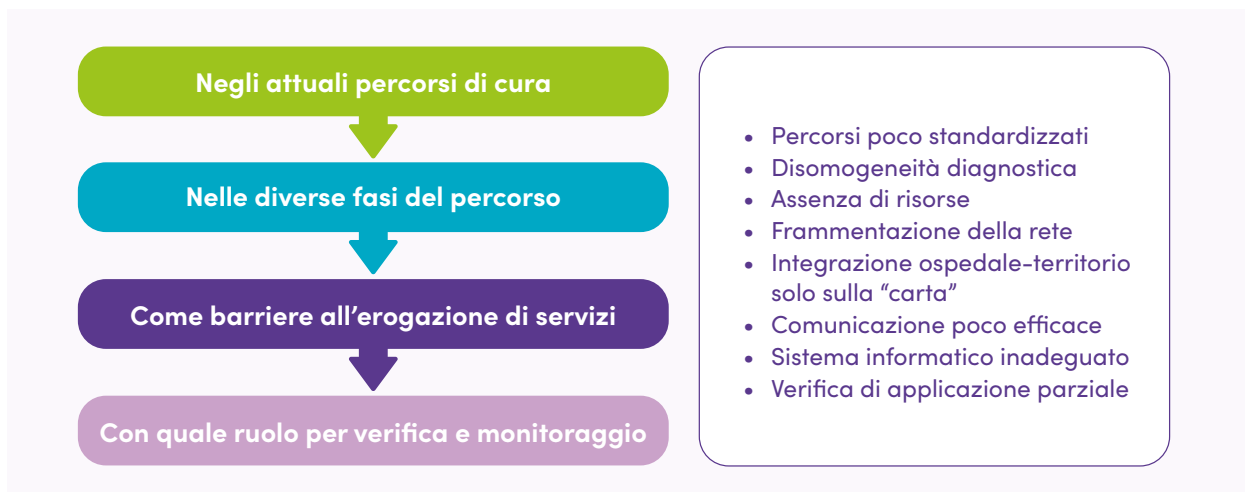 Negli attuali percorsi di cura
Nelle diverse fasi del percorso
Come barriere all’erogazione di servizi
Con quale ruolo per verifica e monitoraggio
• Percorsi poco standardizzati
• Disomogeneità diagnostica
• Assenza di risorse
• Frammentazione della rete
• Integrazione ospedale-territorio
solo sulla “carta”
• Comunicazione poco efficace
• Sistema informatico inadeguato
• Verifica di applicazione parziale